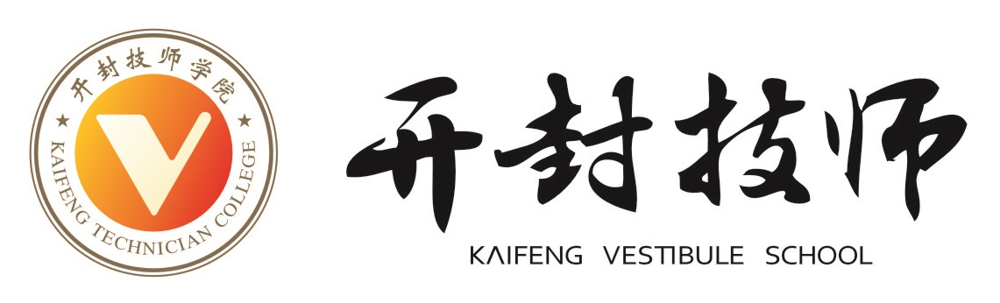 开封技师学院
KAIFENG TECHNICIAN COLLEGE
开封技师
KAIFENG VESTIBULE SCHOOL